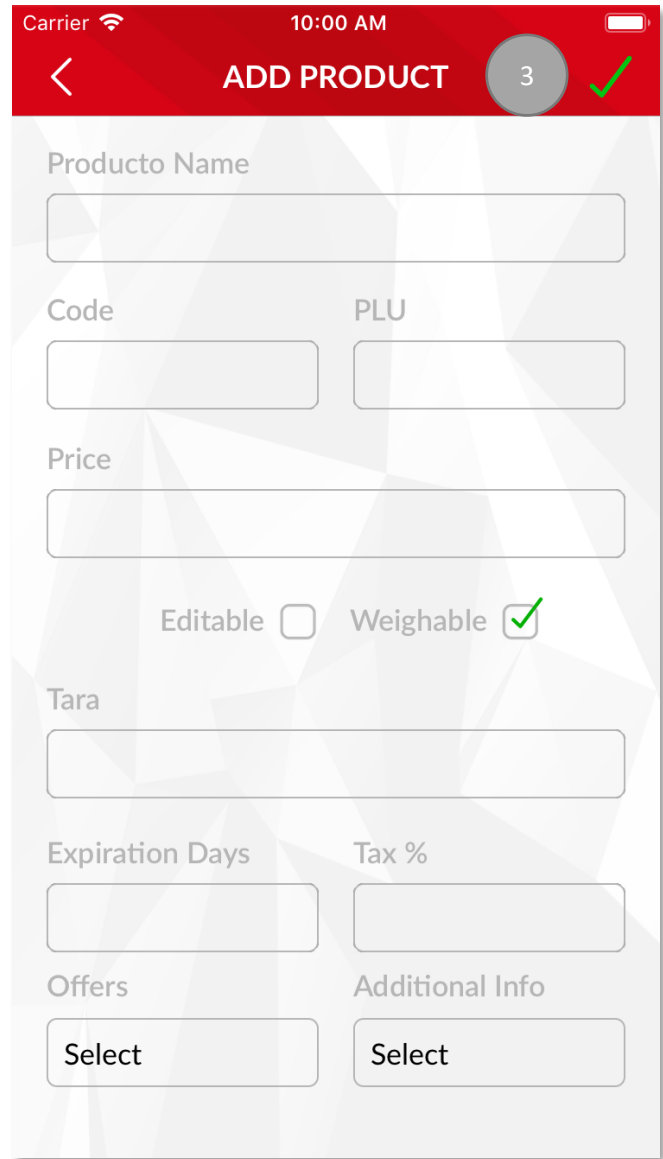 Carrier 10:00 AM
ADD PRODUCT 3
Producto Name
Code PLU
Price
Editable Weighable
Tara
Expiration Days Tax %
Offers Additional Info
Select Select